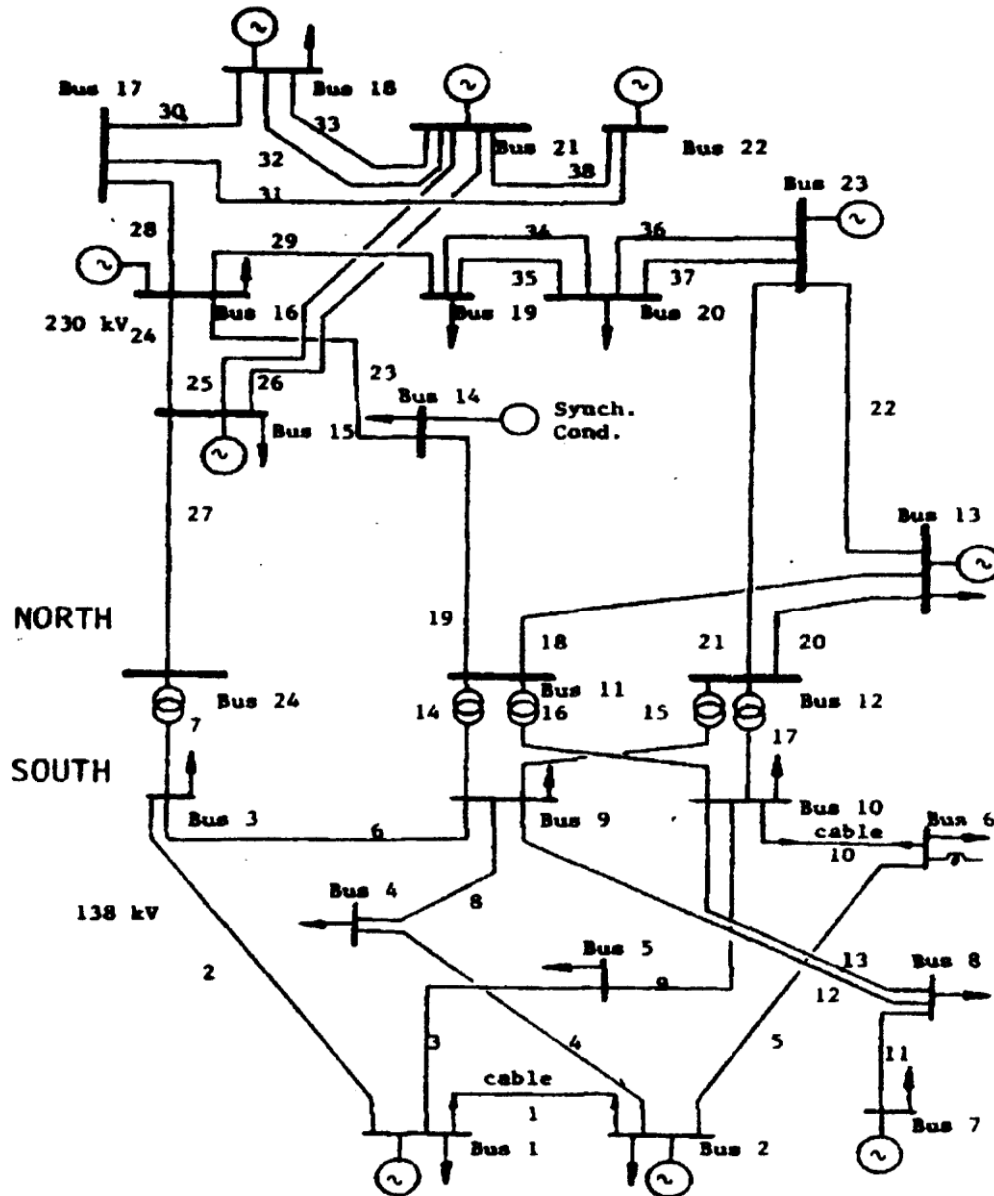 Bus 17
Bus 18
30
33
32
Bus 21
Bus 22
38
31
Bus 23
28
29
34
36
35
37
Bus 16
Bus 19
Bus 20
230 kV
24
25
26
23
Bus 14
Synch.
Cond.
Bus 15
22
27
Bus 13
NORTH
19
18
21
20
Bus 24
Bus 11
Bus 12
7
14
16
15
17
SOUTH
Bus 3
6
Bus 9
Bus 10
cable
10
Bus 6
138 kV
Bus 4
8
2
Bus 5
9
13
12
Bus 8
3
4
5
11
cable
1
Bus 1
Bus 2
Bus 7